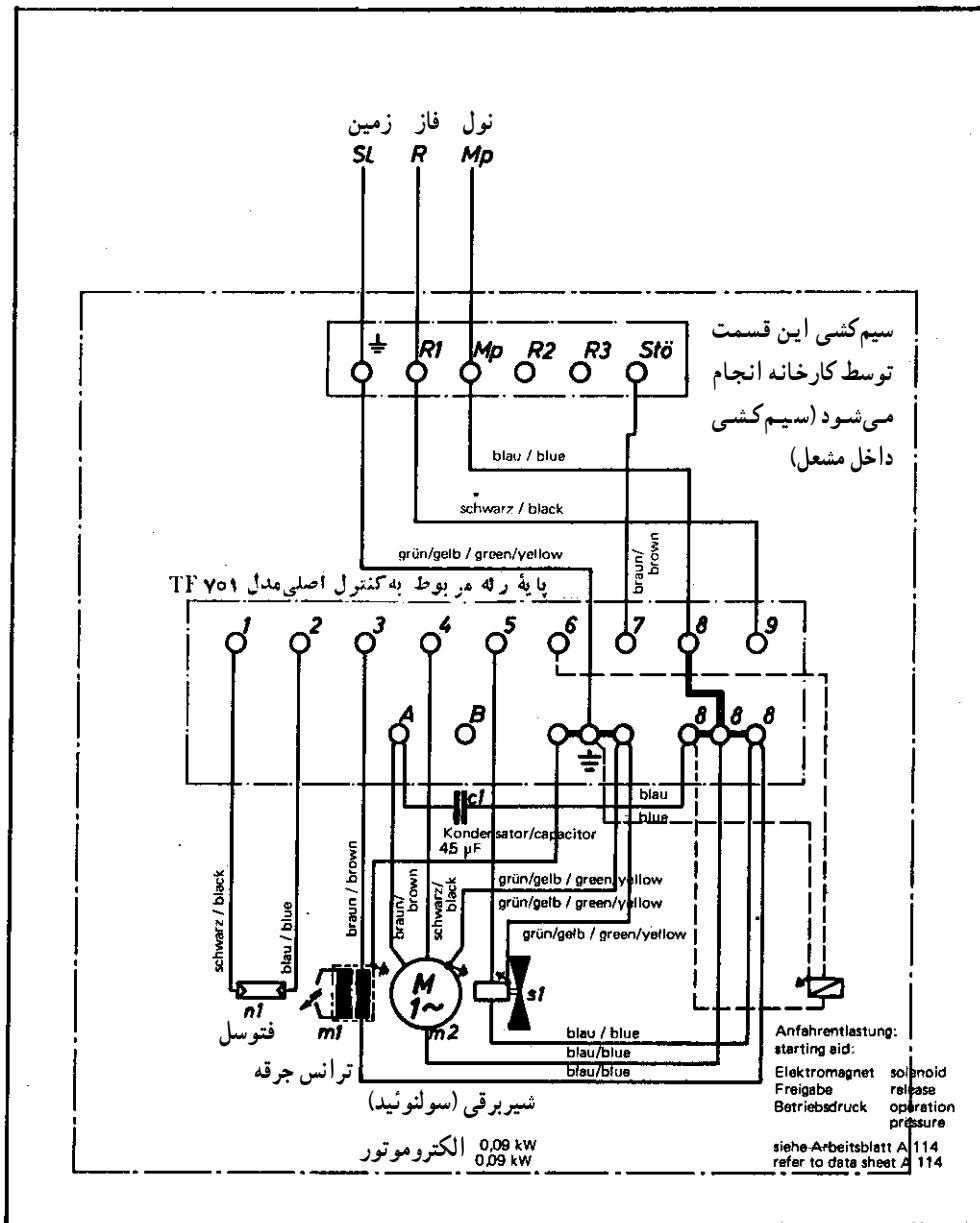 زمین فاز نول
SL R Mp
R1 Mp R2 R3 Stö
سیم‌کشی این قسمت
توسط کارخانه انجام
می‌شود (سیم‌کشی
داخل مشعل)
blau / blue
schwarz / black
grün/gelb / green/yellow
braun/
brown
پایهٔ رله مربوط به کنترل اصلی مدل TF ۷۵۱
1 2 3 4 5 6 7 8 9
A B 8 8 8
c1
blau
blue
Kondensator/capacitor
4,5 µF
schwarz / black
blau / blue
braun / brown
braun/
brown
schwarz/
black
grün/gelb / green/yellow
grün/gelb / green/yellow
grün/gelb / green/yellow
M
1~
n1
m1
m2
s1
فتوسل
ترانس جرقه
blau / blue
blau/blue
blau/blue
شیربرقی (سولنوئید)
الکتروموتور
0,09 kW
0,09 kW
Anfahrentlastung:
starting aid:
Elektromagnet solenoid
Freigabe release
Betriebsdruck operation
pressure
siehe Arbeitsblatt A 114
refer to data sheet A 114